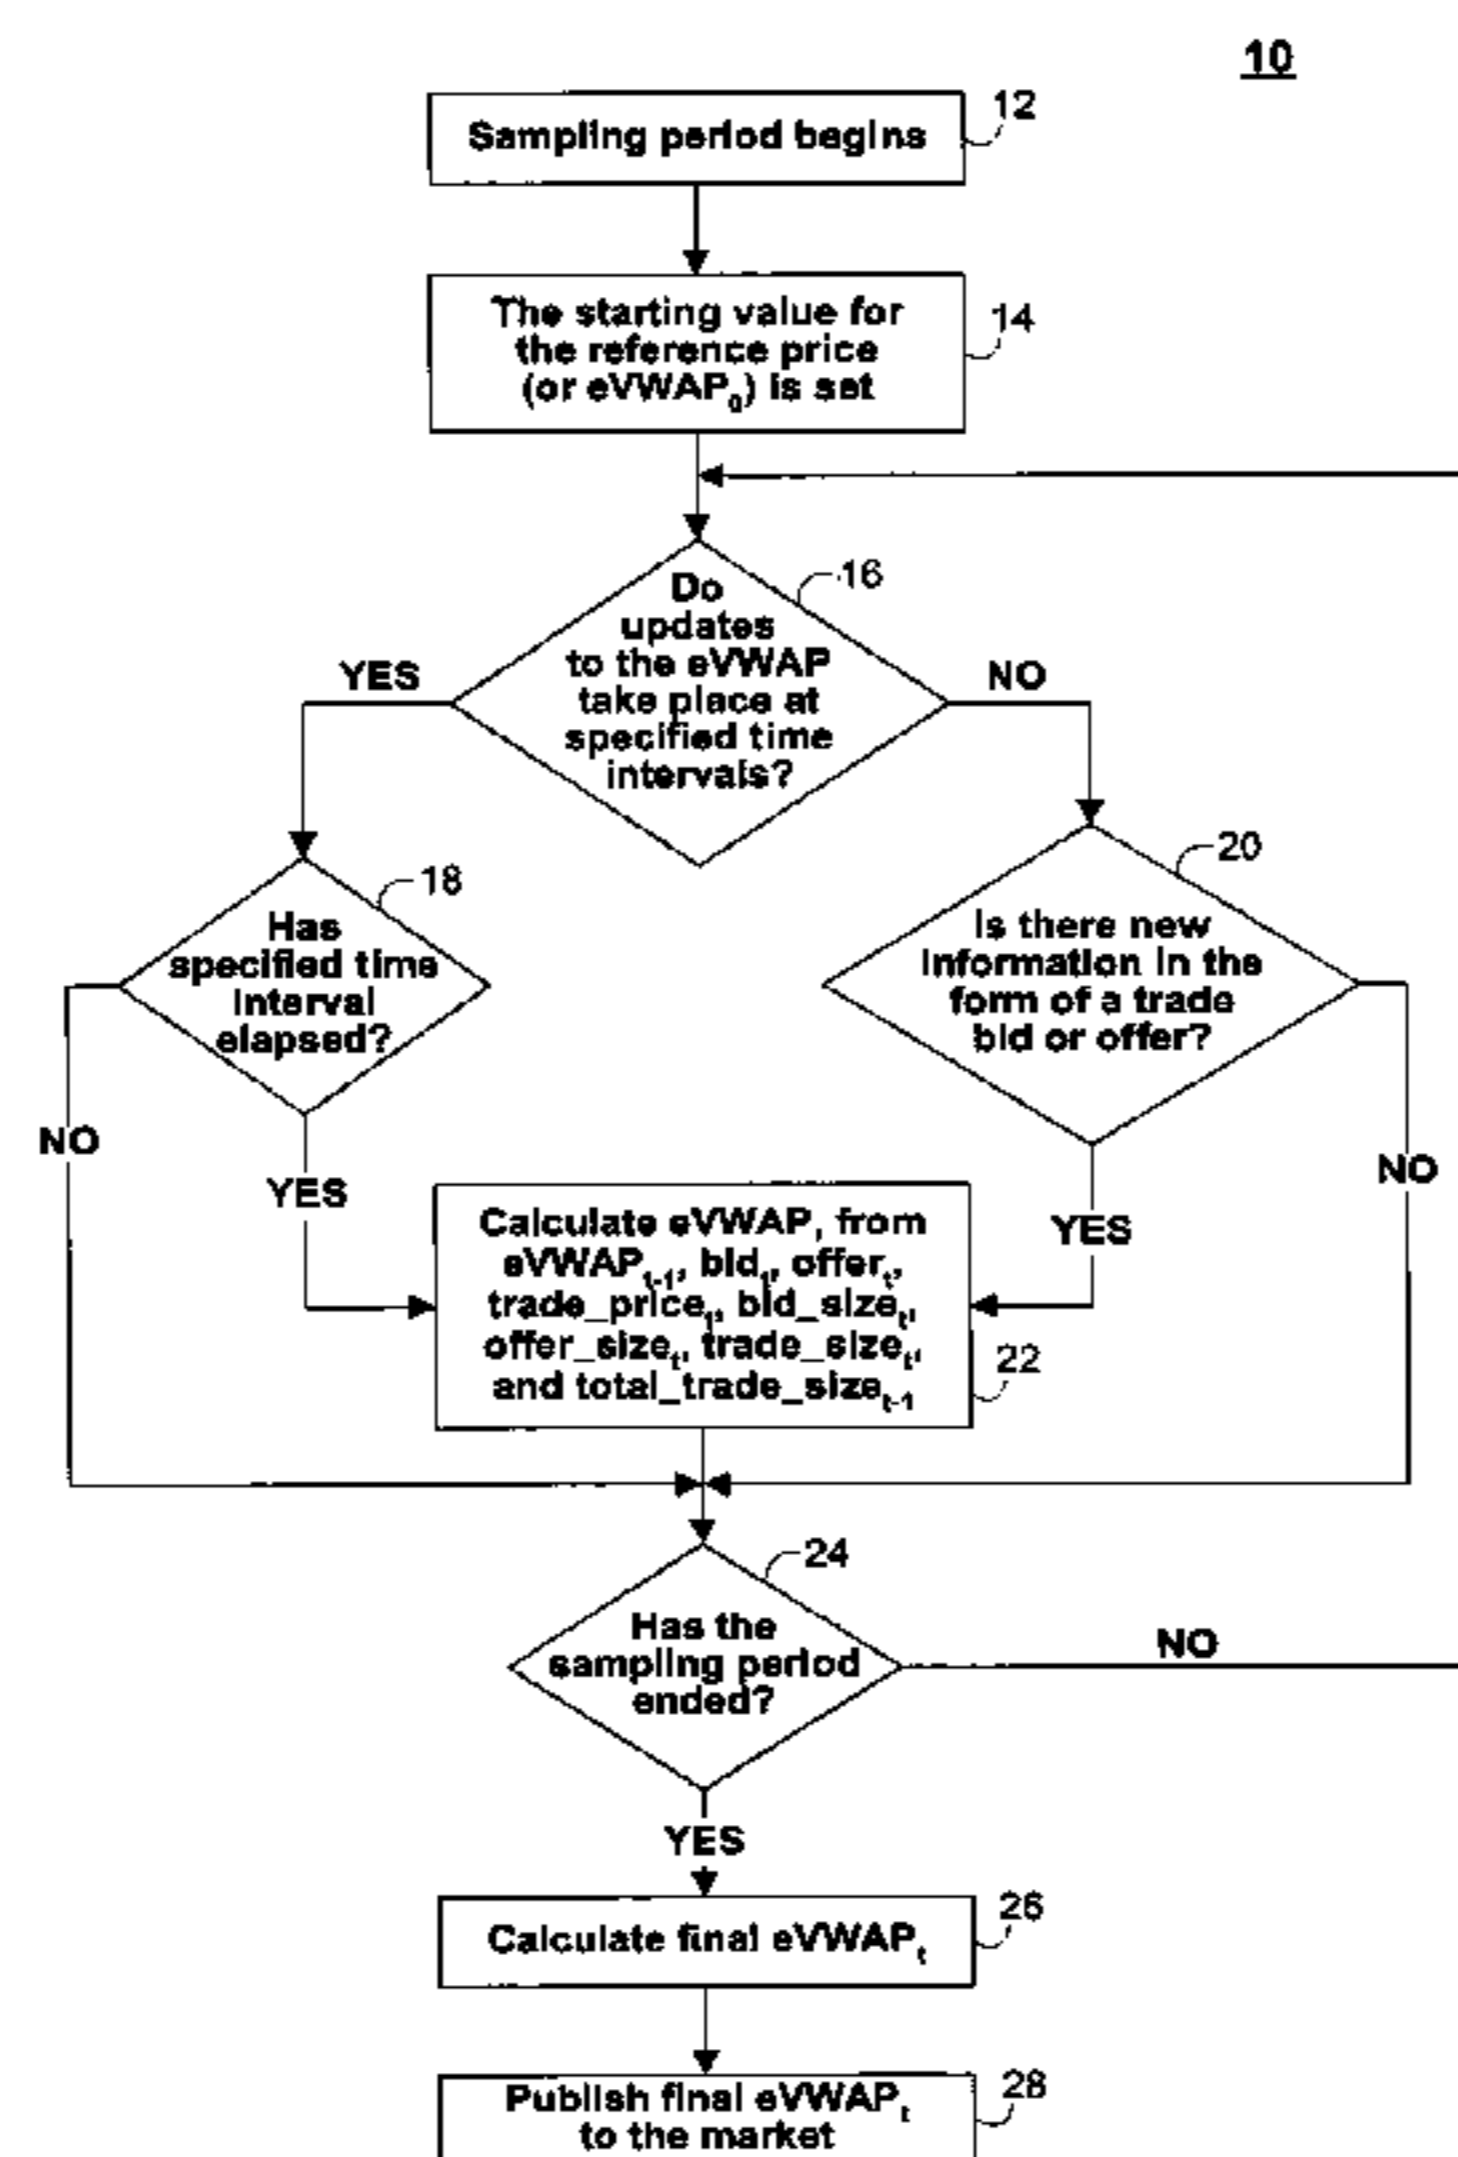 10
Sampling period begins
12
The starting value for
the reference price
(or eVWAP₀) is set
14
Do
updates
to the eVWAP
take place at
specified time
intervals?
16
YES
NO
Has
specified time
interval
elapsed?
18
Is there new
information in the
form of a trade
bid or offer?
20
NO
YES
YES
NO
Calculate eVWAP, from
eVWAPₜ₋₁, bidₜ, offerₜ,
trade_priceₜ, bid_sizeₜ,
offer_sizeₜ, trade_sizeₜ,
and total_trade_sizeₜ₋₁
22
Has the
sampling period
ended?
24
NO
YES
Calculate final eVWAPₜ
26
Publish final eVWAPₜ
to the market
28